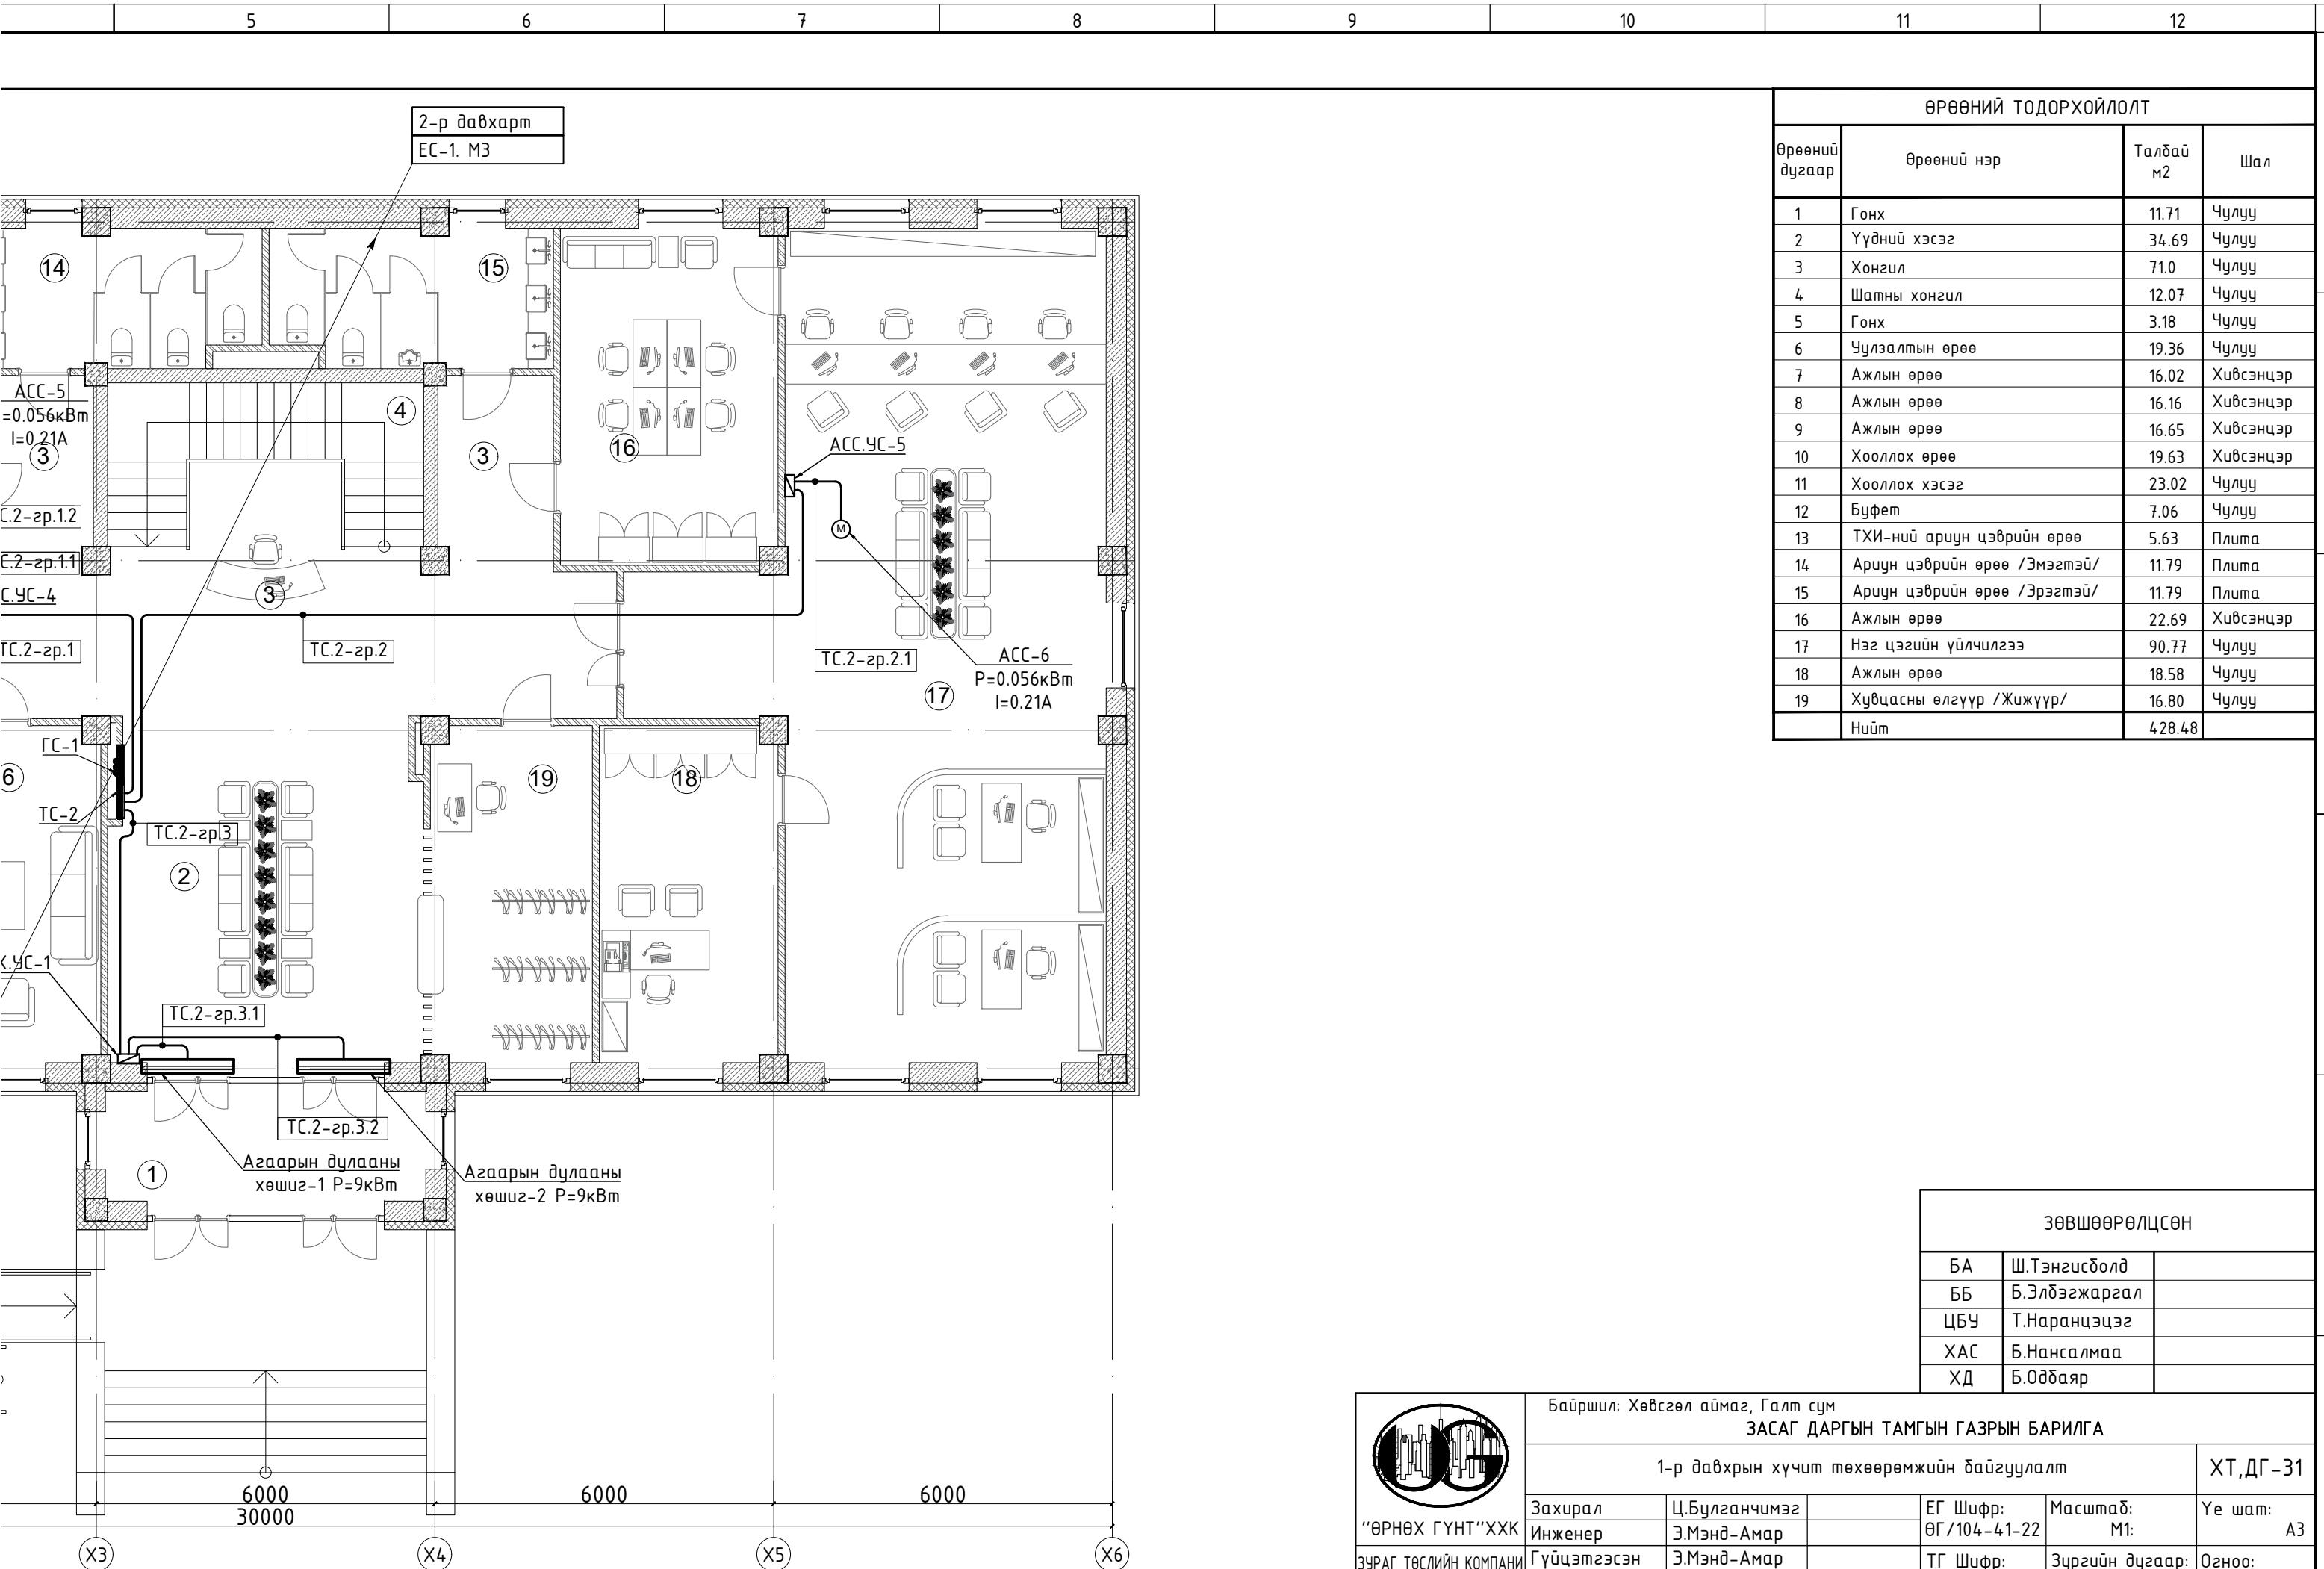 5 6 7 8 9 10 11 12
2-р давхарт
ЕС-1. М3
14
15
4
АСС-5
=0.056кВт
I=0.21А
3
3
16
АСС.УС-5
С.2-гр.1.2
С.2-гр.1.1
3
С.УС-4
М
ТС.2-гр.1
ТС.2-гр.2
ТС.2-гр.2.1
АСС-6
Р=0.056кВт
I=0.21А
17
ГС-1
6
19
18
ТС-2
ТС.2-гр.3
2
К.УС-1
ТС.2-гр.3.1
ТС.2-гр.3.2
1
Агаарын дулааны
хөшиг-1 Р=9кВт
Агаарын дулааны
хөшиг-2 Р=9кВт
6000 6000 6000
30000
Х3 Х4 Х5 Х6
ӨРӨӨНИЙ ТОДОРХОЙЛОЛТ
Өрөөний дугаар Өрөөний нэр Талбай м2 Шал
1 Гонх 11.71 Чулуу
2 Үүдний хэсэг 34.69 Чулуу
3 Хонгил 71.0 Чулуу
4 Шатны хонгил 12.07 Чулуу
5 Гонх 3.18 Чулуу
6 Уулзалтын өрөө 19.36 Чулуу
7 Ажлын өрөө 16.02 Хивсэнцэр
8 Ажлын өрөө 16.16 Хивсэнцэр
9 Ажлын өрөө 16.65 Хивсэнцэр
10 Хооллох өрөө 19.63 Хивсэнцэр
11 Хооллох хэсэг 23.02 Чулуу
12 Буфет 7.06 Чулуу
13 ТХИ-ний ариун цэврийн өрөө 5.63 Плита
14 Ариун цэврийн өрөө /Эмэгтэй/ 11.79 Плита
15 Ариун цэврийн өрөө /Эрэгтэй/ 11.79 Плита
16 Ажлын өрөө 22.69 Хивсэнцэр
17 Нэг цэгийн үйлчилгээ 90.77 Чулуу
18 Ажлын өрөө 18.58 Чулуу
19 Хувцасны өлгүүр /Жижүүр/ 16.80 Чулуу
Нийт 428.48
ЗӨВШӨӨРӨЛЦСӨН
БА Ш.Тэнгисболд
ББ Б.Элбэгжаргал
ЦБУ Т.Наранцэцэг
ХАС Б.Нансалмаа
ХД Б.Одбаяр
Байршил: Хөвсгөл аймаг, Галт сум
ЗАСАГ ДАРГЫН ТАМГЫН ГАЗРЫН БАРИЛГА
1-р давхрын хүчит төхөөрөмжийн байгуулалт ХТ,ДГ-31
"ӨРНӨХ ГҮНТ"ХХК
ЗУРАГ ТӨСЛИЙН КОМПАНИ
Захирал Ц.Булганчимэг ЕГ Шифр: Масштаб: Үе шат:
Инженер Э.Мэнд-Амар ӨГ/104-41-22 М1: А3
Гүйцэтгэсэн Э.Мэнд-Амар ТГ Шифр: Зургийн дугаар: Огноо: